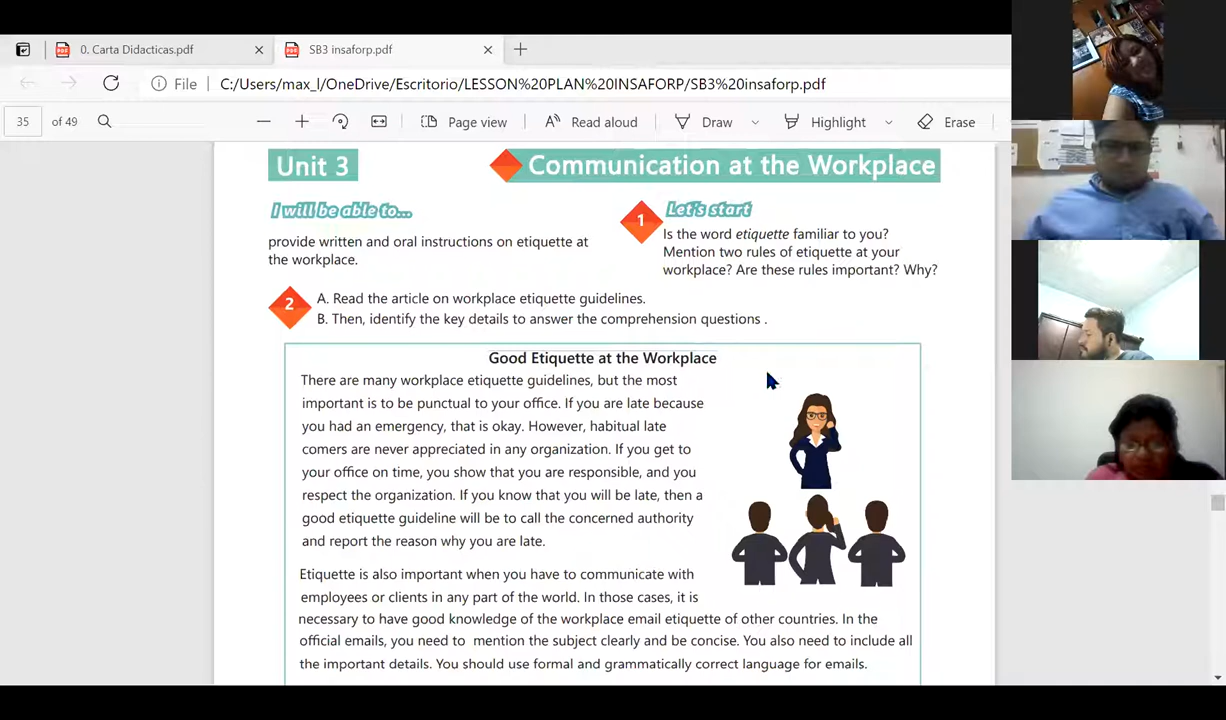 0. Carta Didacticas.pdf
SB3 insaforp.pdf
File C:/Users/max_l/OneDrive/Escritorio/LESSON%20PLAN%20INSAFORP/SB3%20insaforp.pdf
35 of 49 Page view Read aloud Draw Highlight Erase
Unit 3
Communication at the Workplace
I will be able to...
provide written and oral instructions on etiquette at
the workplace.
1
Let's start
Is the word etiquette familiar to you?
Mention two rules of etiquette at your
workplace? Are these rules important? Why?
2
A. Read the article on workplace etiquette guidelines.
B. Then, identify the key details to answer the comprehension questions .
Good Etiquette at the Workplace
There are many workplace etiquette guidelines, but the most
important is to be punctual to your office. If you are late because
you had an emergency, that is okay. However, habitual late
comers are never appreciated in any organization. If you get to
your office on time, you show that you are responsible, and you
respect the organization. If you know that you will be late, then a
good etiquette guideline will be to call the concerned authority
and report the reason why you are late.
Etiquette is also important when you have to communicate with
employees or clients in any part of the world. In those cases, it is
necessary to have good knowledge of the workplace email etiquette of other countries. In the
official emails, you need to mention the subject clearly and be concise. You also need to include all
the important details. You should use formal and grammatically correct language for emails.